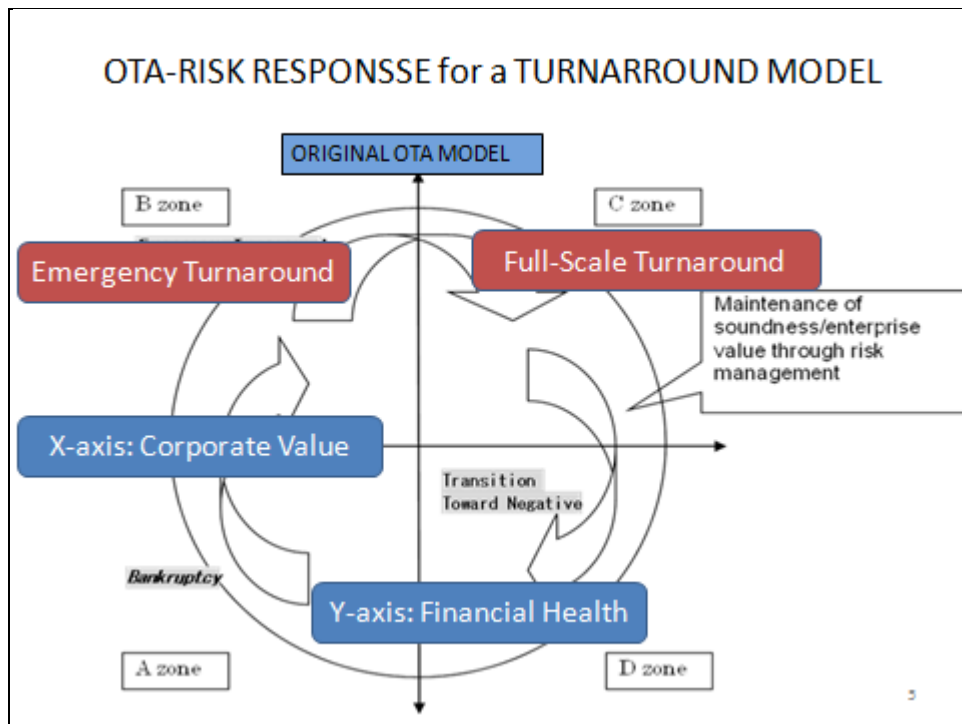 OTA-RISK RESPONSSE for a TURNARROUND MODEL
ORIGINAL OTA MODEL
B zone
C zone
Emergency Turnaround
Full-Scale Turnaround
Maintenance of
soundness/enterprise
value through risk
management
X-axis: Corporate Value
Transition
Toward Negative
Bankruptcy
Y-axis: Financial Health
A zone
D zone